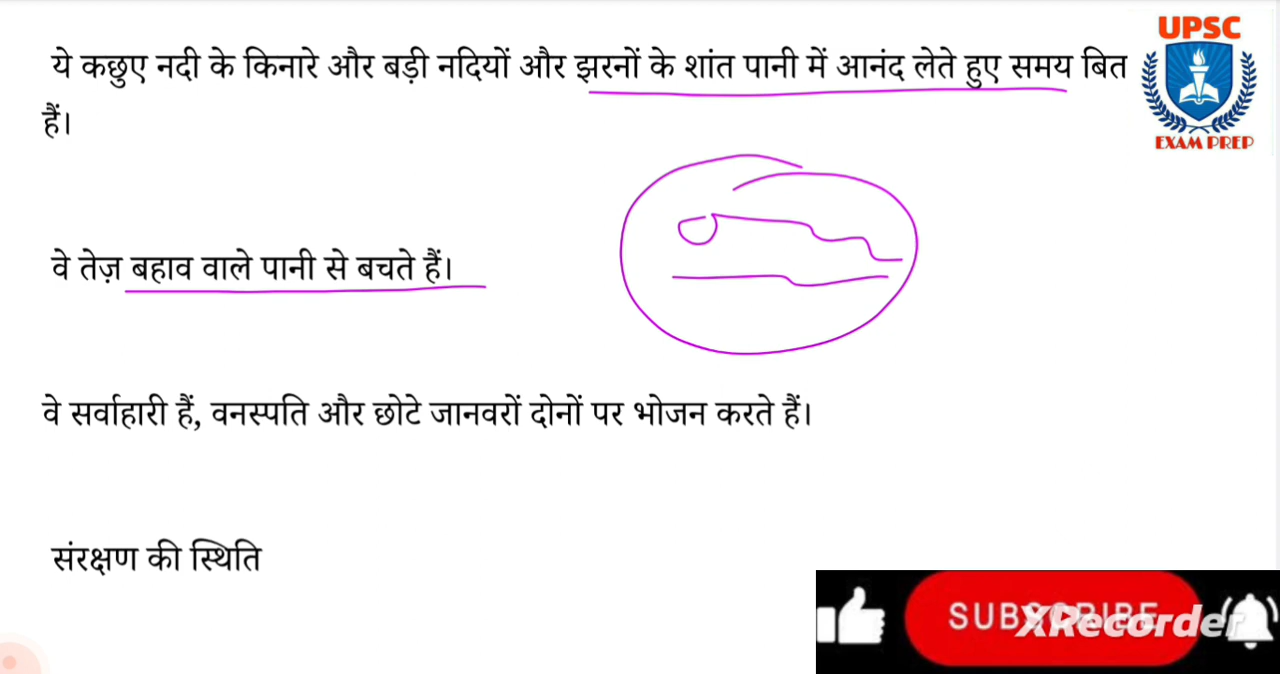 ये कछुए नदी के किनारे और बड़ी नदियों और झरनों के शांत पानी में आनंद लेते हुए समय बित
हैं।
UPSC
EXAM PREP
वे तेज़ बहाव वाले पानी से बचते हैं।
वे सर्वाहारी हैं, वनस्पति और छोटे जानवरों दोनों पर भोजन करते हैं।
संरक्षण की स्थिति
SUBSCRIBE
XRecorder